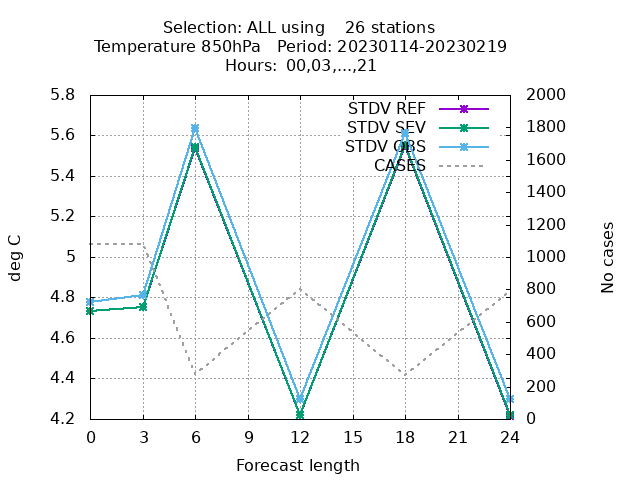 Selection: ALL using 26 stations
Temperature 850hPa Period: 20230114-20230219
Hours: 00,03,...,21
STDV REF
STDV SEV
STDV OBS
CASES
5.8
5.6
5.4
5.2
5
4.8
4.6
4.4
4.2
deg C
2000
1800
1600
1400
1200
1000
800
600
400
200
0
No cases
0 3 6 9 12 15 18 21 24
Forecast length